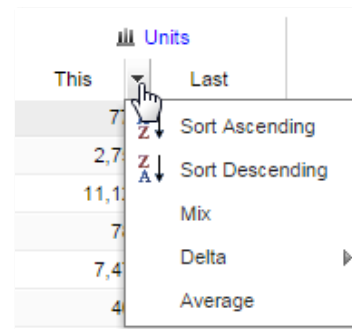 Units
This Last
Sort Ascending
2,7
Sort Descending
11,1
Mix
7,4
Delta
Average